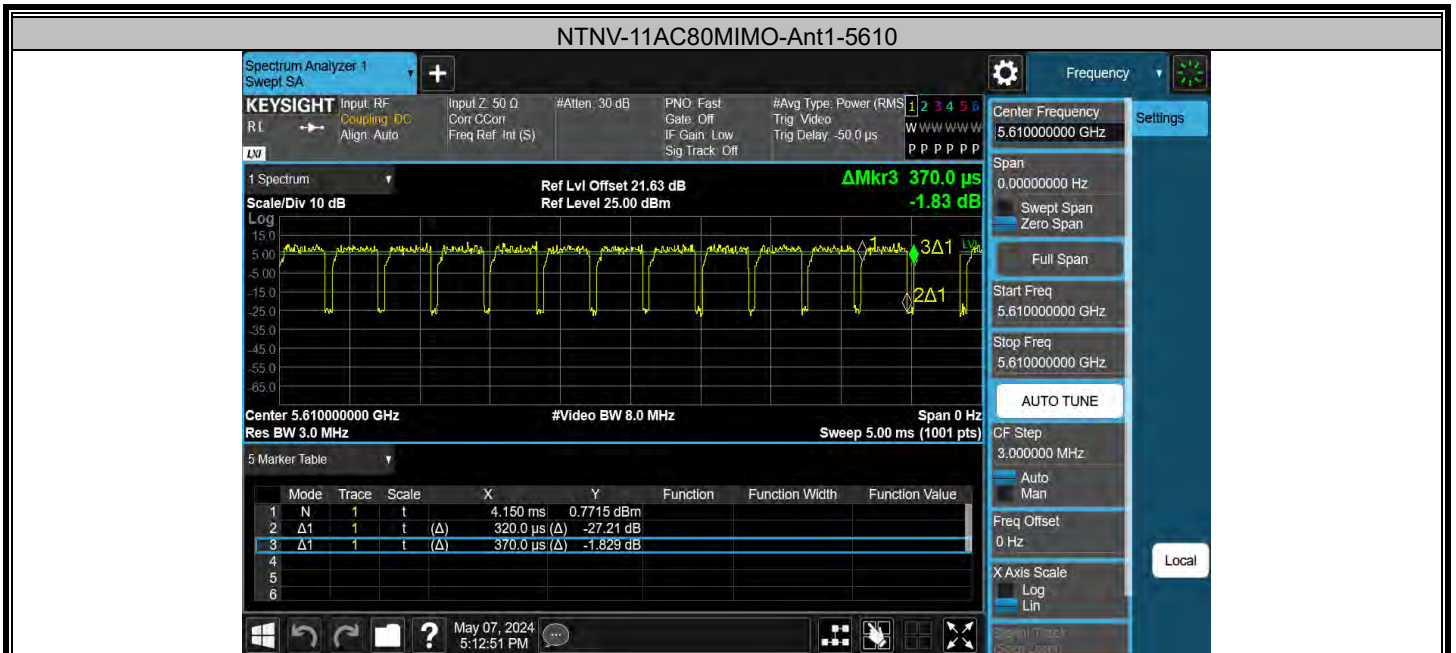 NTNV-11AC80MIMO-Ant1-5610
Spectrum Analyzer 1
Swept SA
+
Frequency
KEYSIGHT
RL
LXI
Input: RF
Coupling: DC
Align: Auto
Input Z: 50 Ω
Corr CCorr
Freq Ref: Int (S)
#Atten: 30 dB
PNO: Fast
Gate: Off
IF Gain: Low
Sig Track: Off
#Avg Type: Power (RMS
Trig: Video
Trig Delay: -50.0 µs
1 2 3 4 5 6
W W W W W W
P P P P P P
1 Spectrum
Scale/Div 10 dB
Ref Lvl Offset 21.63 dB
Ref Level 25.00 dBm
ΔMkr3 370.0 µs
-1.83 dB
Log
15.0
5.00
-5.00
-15.0
-25.0
-35.0
-45.0
-55.0
-65.0
1
3Δ1
2Δ1
Center 5.610000000 GHz
Res BW 3.0 MHz
#Video BW 8.0 MHz
Span 0 Hz
Sweep 5.00 ms (1001 pts)
5 Marker Table
Mode Trace Scale X Y Function Function Width Function Value
1 N 1 t 4.150 ms 0.7715 dBm
2 Δ1 1 t (Δ) 320.0 µs (Δ) -27.21 dB
3 Δ1 1 t (Δ) 370.0 µs (Δ) -1.829 dB
4
5
6
May 07, 2024
5:12:51 PM
Center Frequency
5.610000000 GHz
Settings
Span
0.00000000 Hz
Swept Span
Zero Span
Full Span
Start Freq
5.610000000 GHz
Stop Freq
5.610000000 GHz
AUTO TUNE
CF Step
3.000000 MHz
Auto
Man
Freq Offset
0 Hz
X Axis Scale
Log
Lin
Local
Signal Track